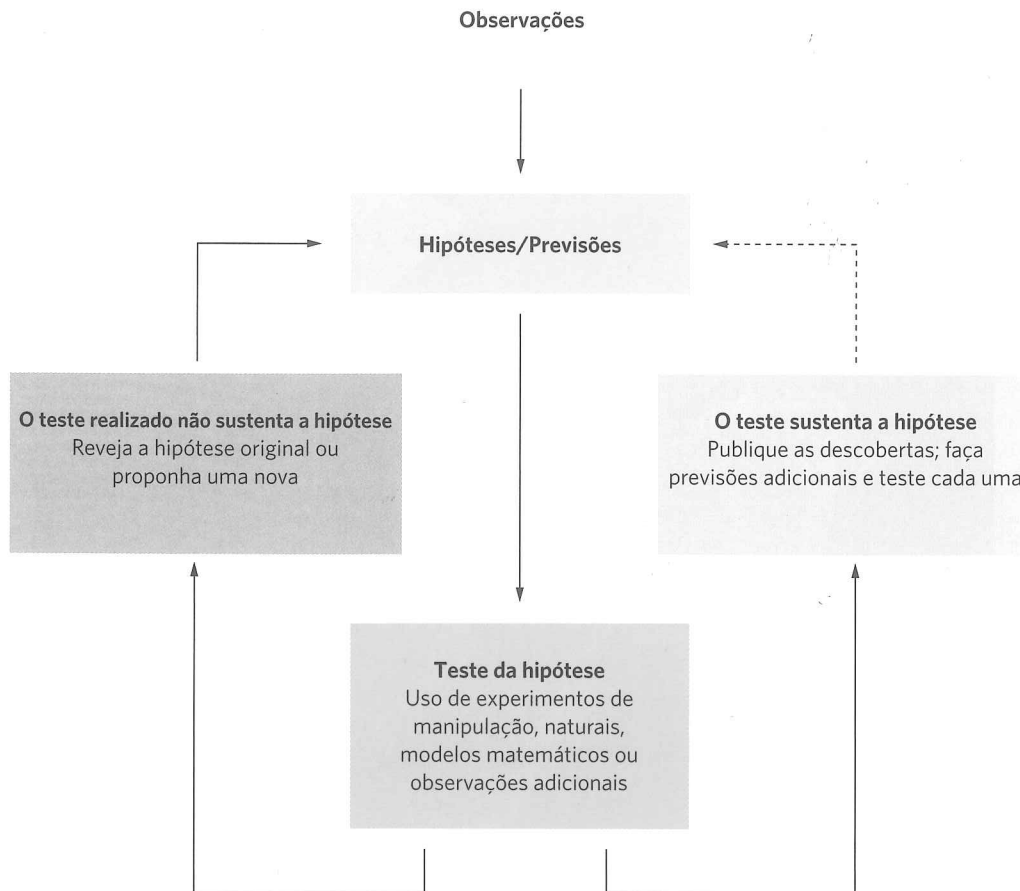 Observações
Hipóteses/Previsões
O teste realizado não sustenta a hipótese
Reveja a hipótese original ou
proponha uma nova
O teste sustenta a hipótese
Publique as descobertas; faça
previsões adicionais e teste cada uma
Teste da hipótese
Uso de experimentos de
manipulação, naturais,
modelos matemáticos ou
observações adicionais